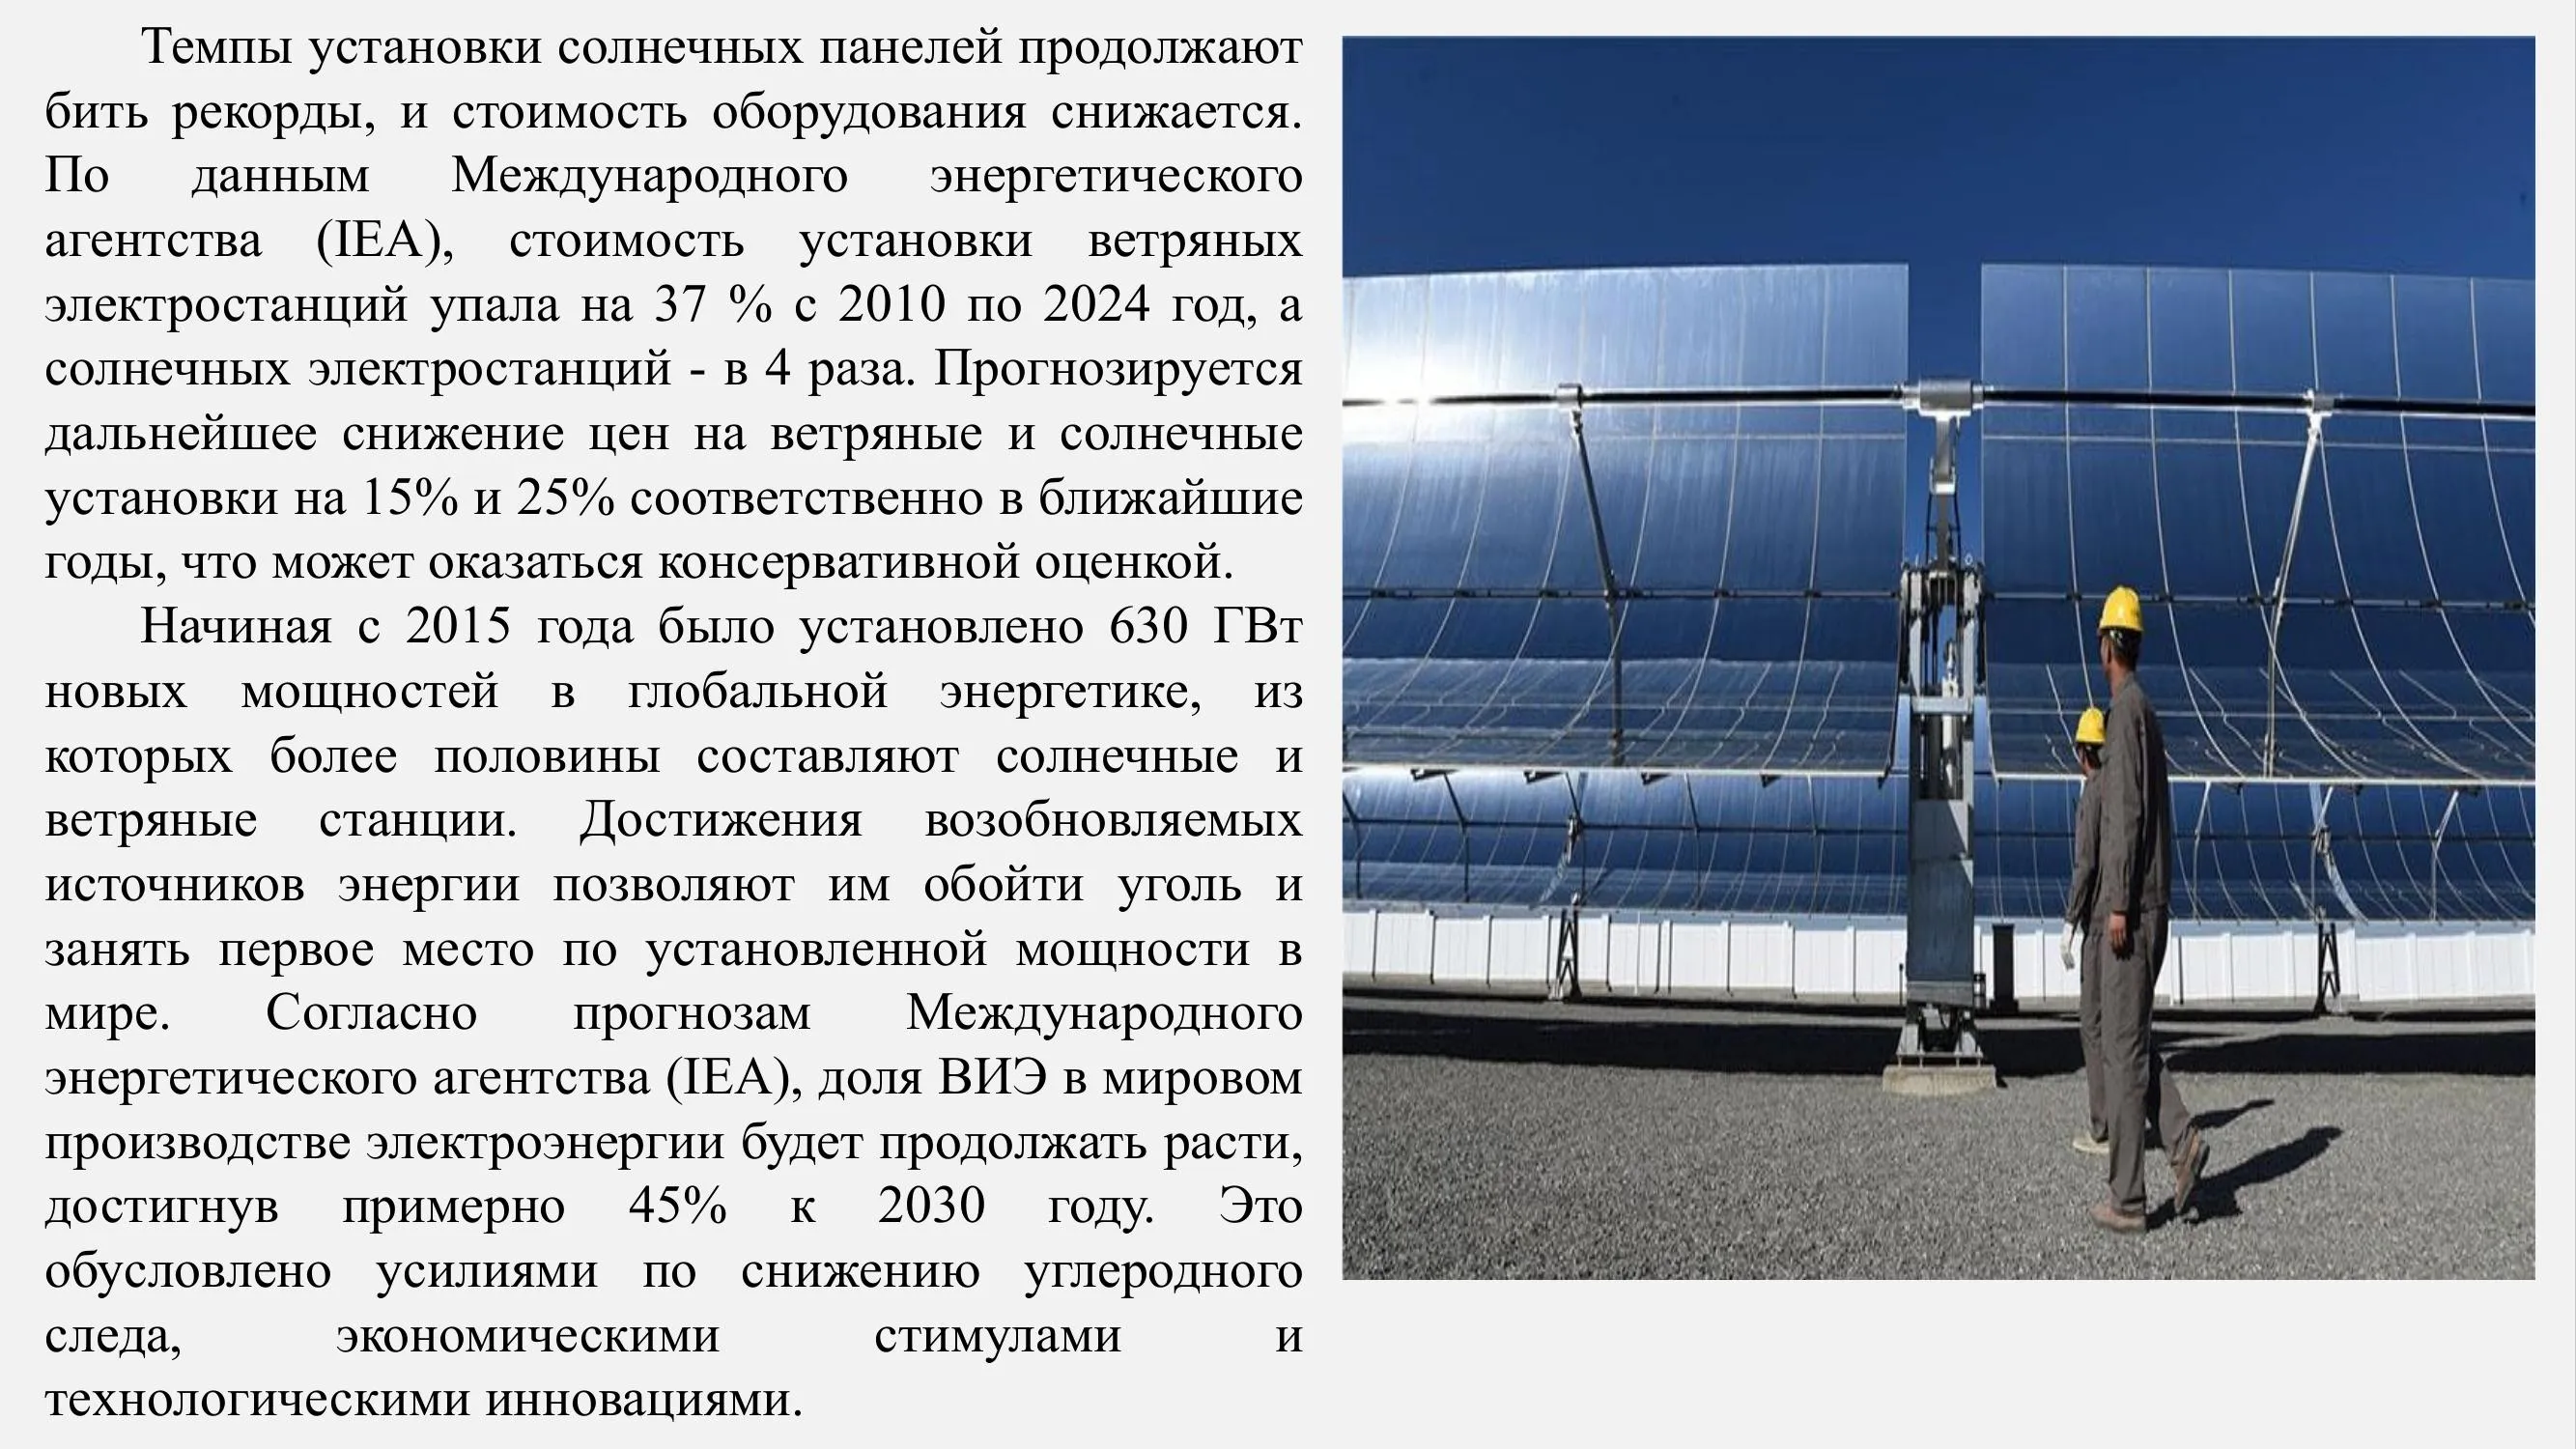 Темпы установки солнечных панелей продолжают
бить рекорды, и стоимость оборудования снижается.
По данным Международного энергетического
агентства (IEA), стоимость установки ветряных
электростанций упала на 37 % с 2010 по 2024 год, а
солнечных электростанций - в 4 раза. Прогнозируется
дальнейшее снижение цен на ветряные и солнечные
установки на 15% и 25% соответственно в ближайшие
годы, что может оказаться консервативной оценкой.
Начиная с 2015 года было установлено 630 ГВт
новых мощностей в глобальной энергетике, из
которых более половины составляют солнечные и
ветряные станции. Достижения возобновляемых
источников энергии позволяют им обойти уголь и
занять первое место по установленной мощности в
мире. Согласно прогнозам Международного
энергетического агентства (IEA), доля ВИЭ в мировом
производстве электроэнергии будет продолжать расти,
достигнув примерно 45% к 2030 году. Это
обусловлено усилиями по снижению углеродного
следа, экономическими стимулами и
технологическими инновациями.